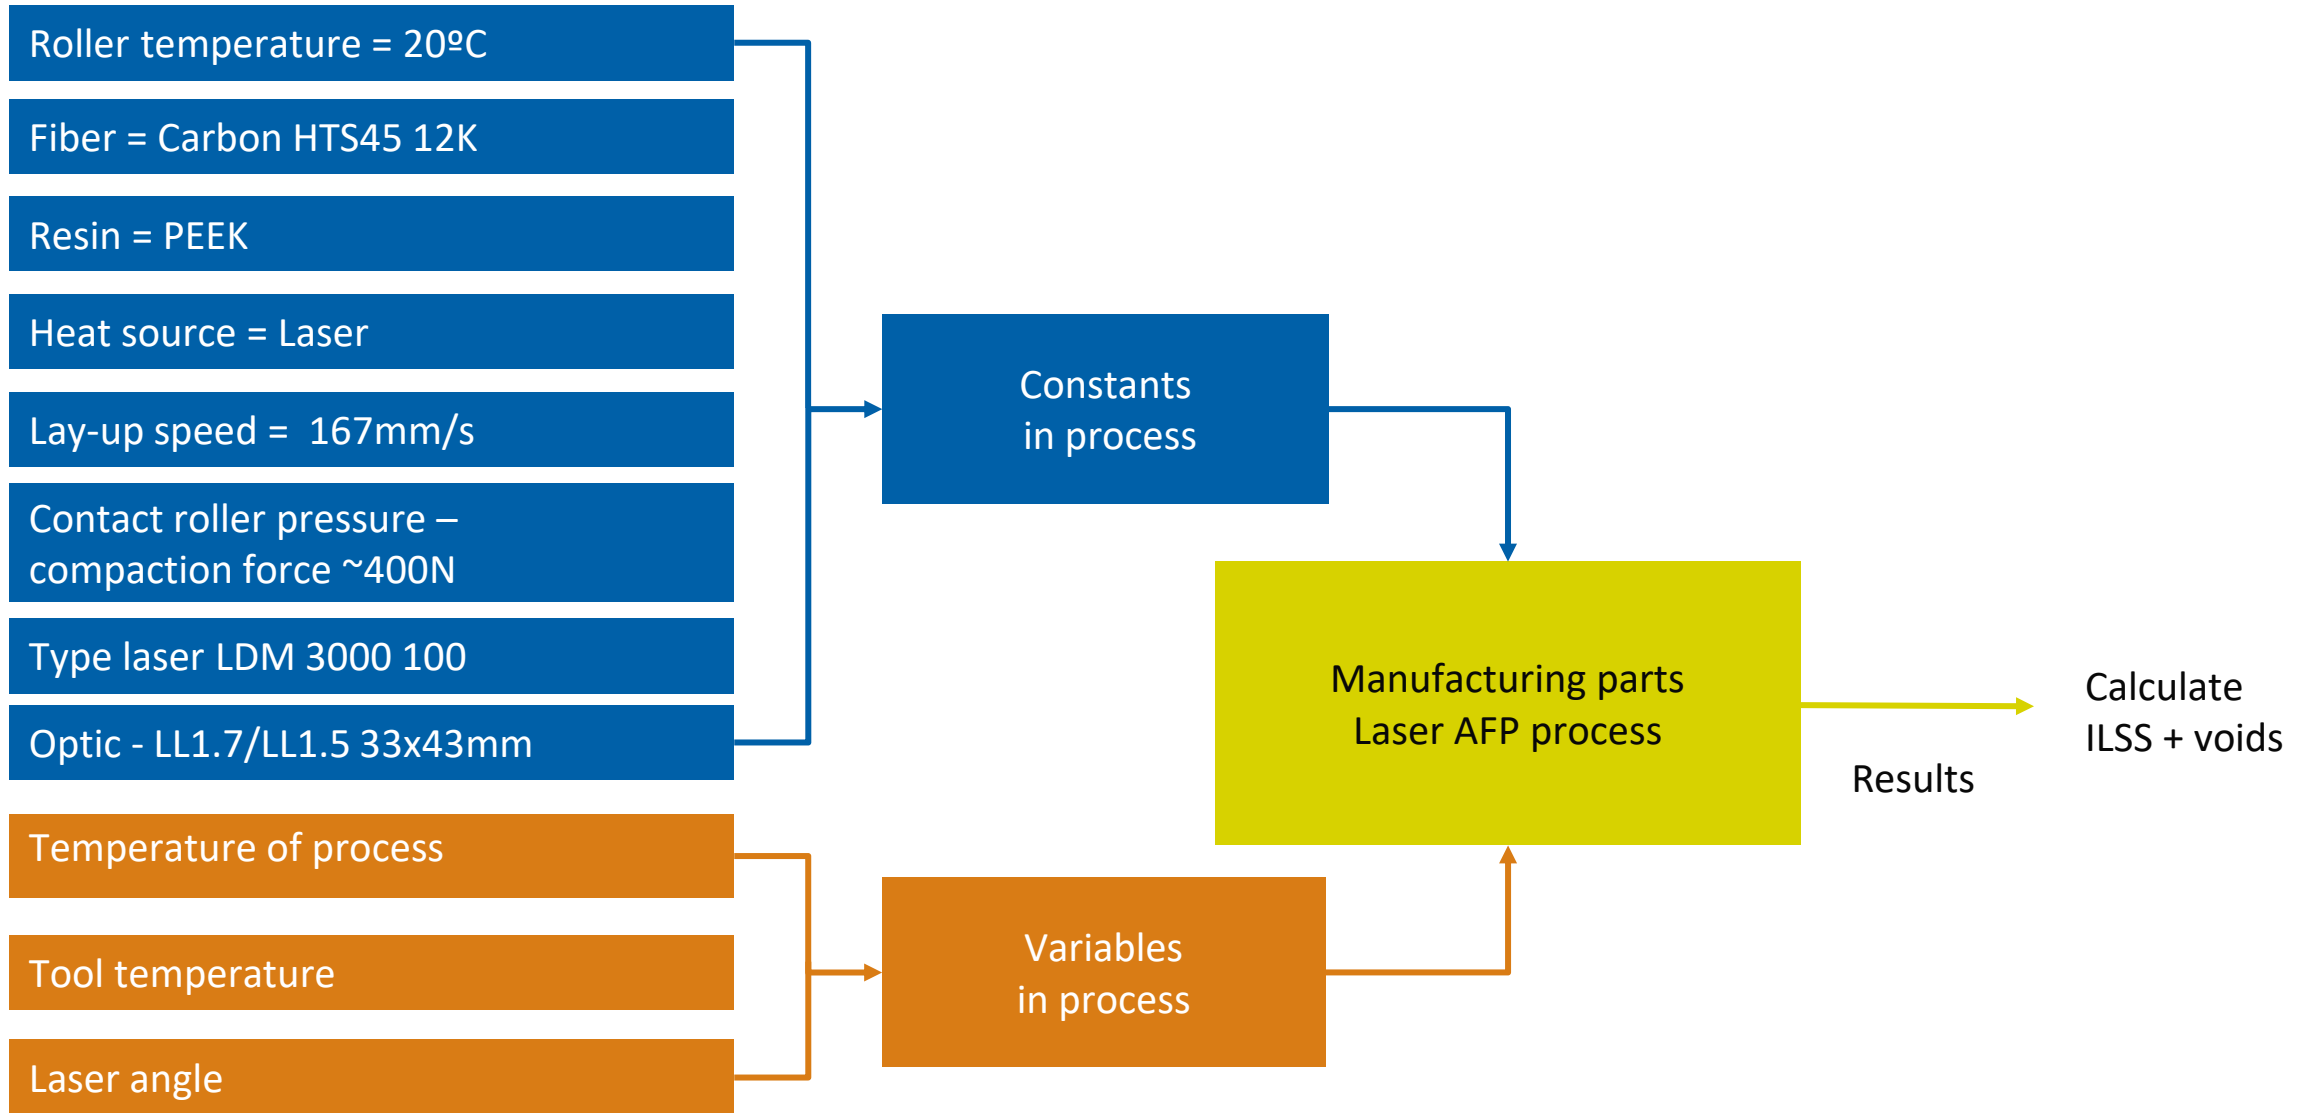 Roller temperature = 20ºC
Fiber = Carbon HTS45 12K
Resin = PEEK
Heat source = Laser
Lay-up speed =  167mm/s
Contact roller pressure –
compaction force ~400N
Type laser LDM 3000 100
Optic - LL1.7/LL1.5 33x43mm
Temperature of process
Tool temperature
Laser angle
Constants
in process
Variables
in process
Manufacturing parts
Laser AFP process
Results
Calculate
ILSS + voids